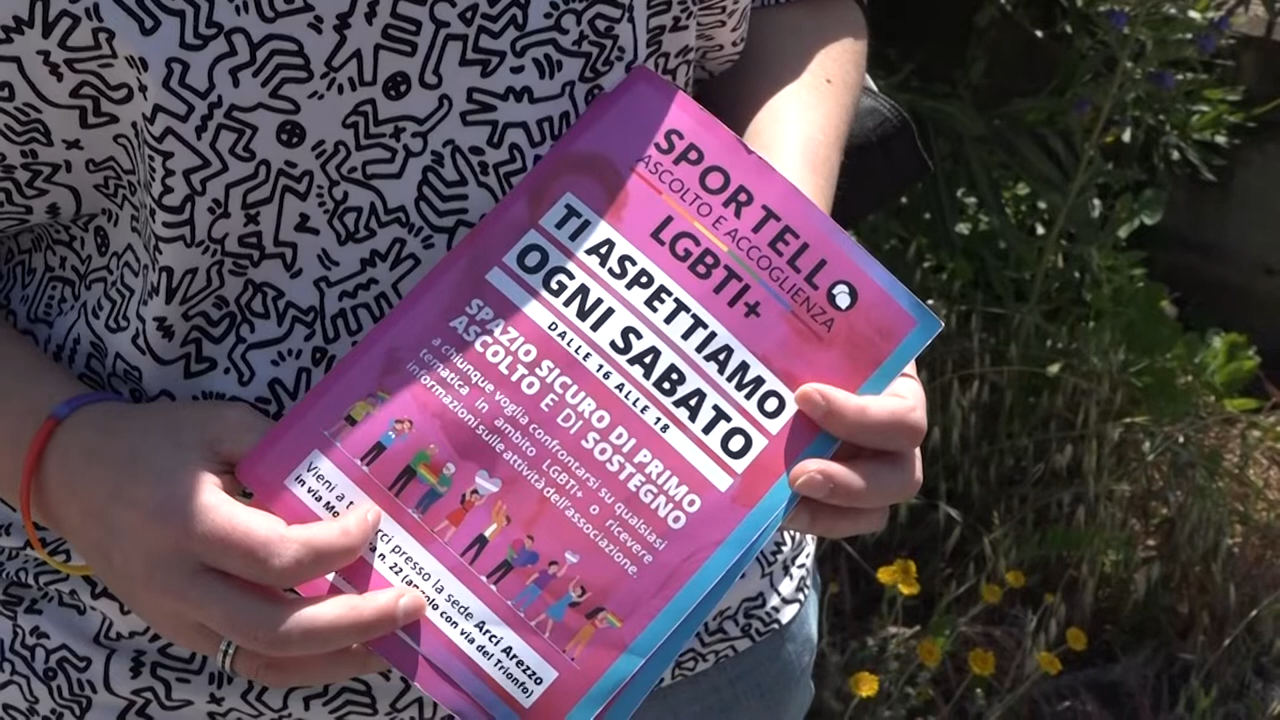 SPORTELLO
ASCOLTO E ACCOGLIENZA
LGBTI+
TI ASPETTIAMO
OGNI SABATO
DALLE 16 ALLE 18
SPAZIO SICURO DI PRIMO
ASCOLTO E DI SOSTEGNO
a chiunque voglia confrontarsi su qualsiasi
tematica in ambito LGBTI+ o ricevere
informazioni sulle attività dell'associazione.
Vieni a presso la sede Arci Arezzo
in via n. 22 (angolo con via del Trionfo)